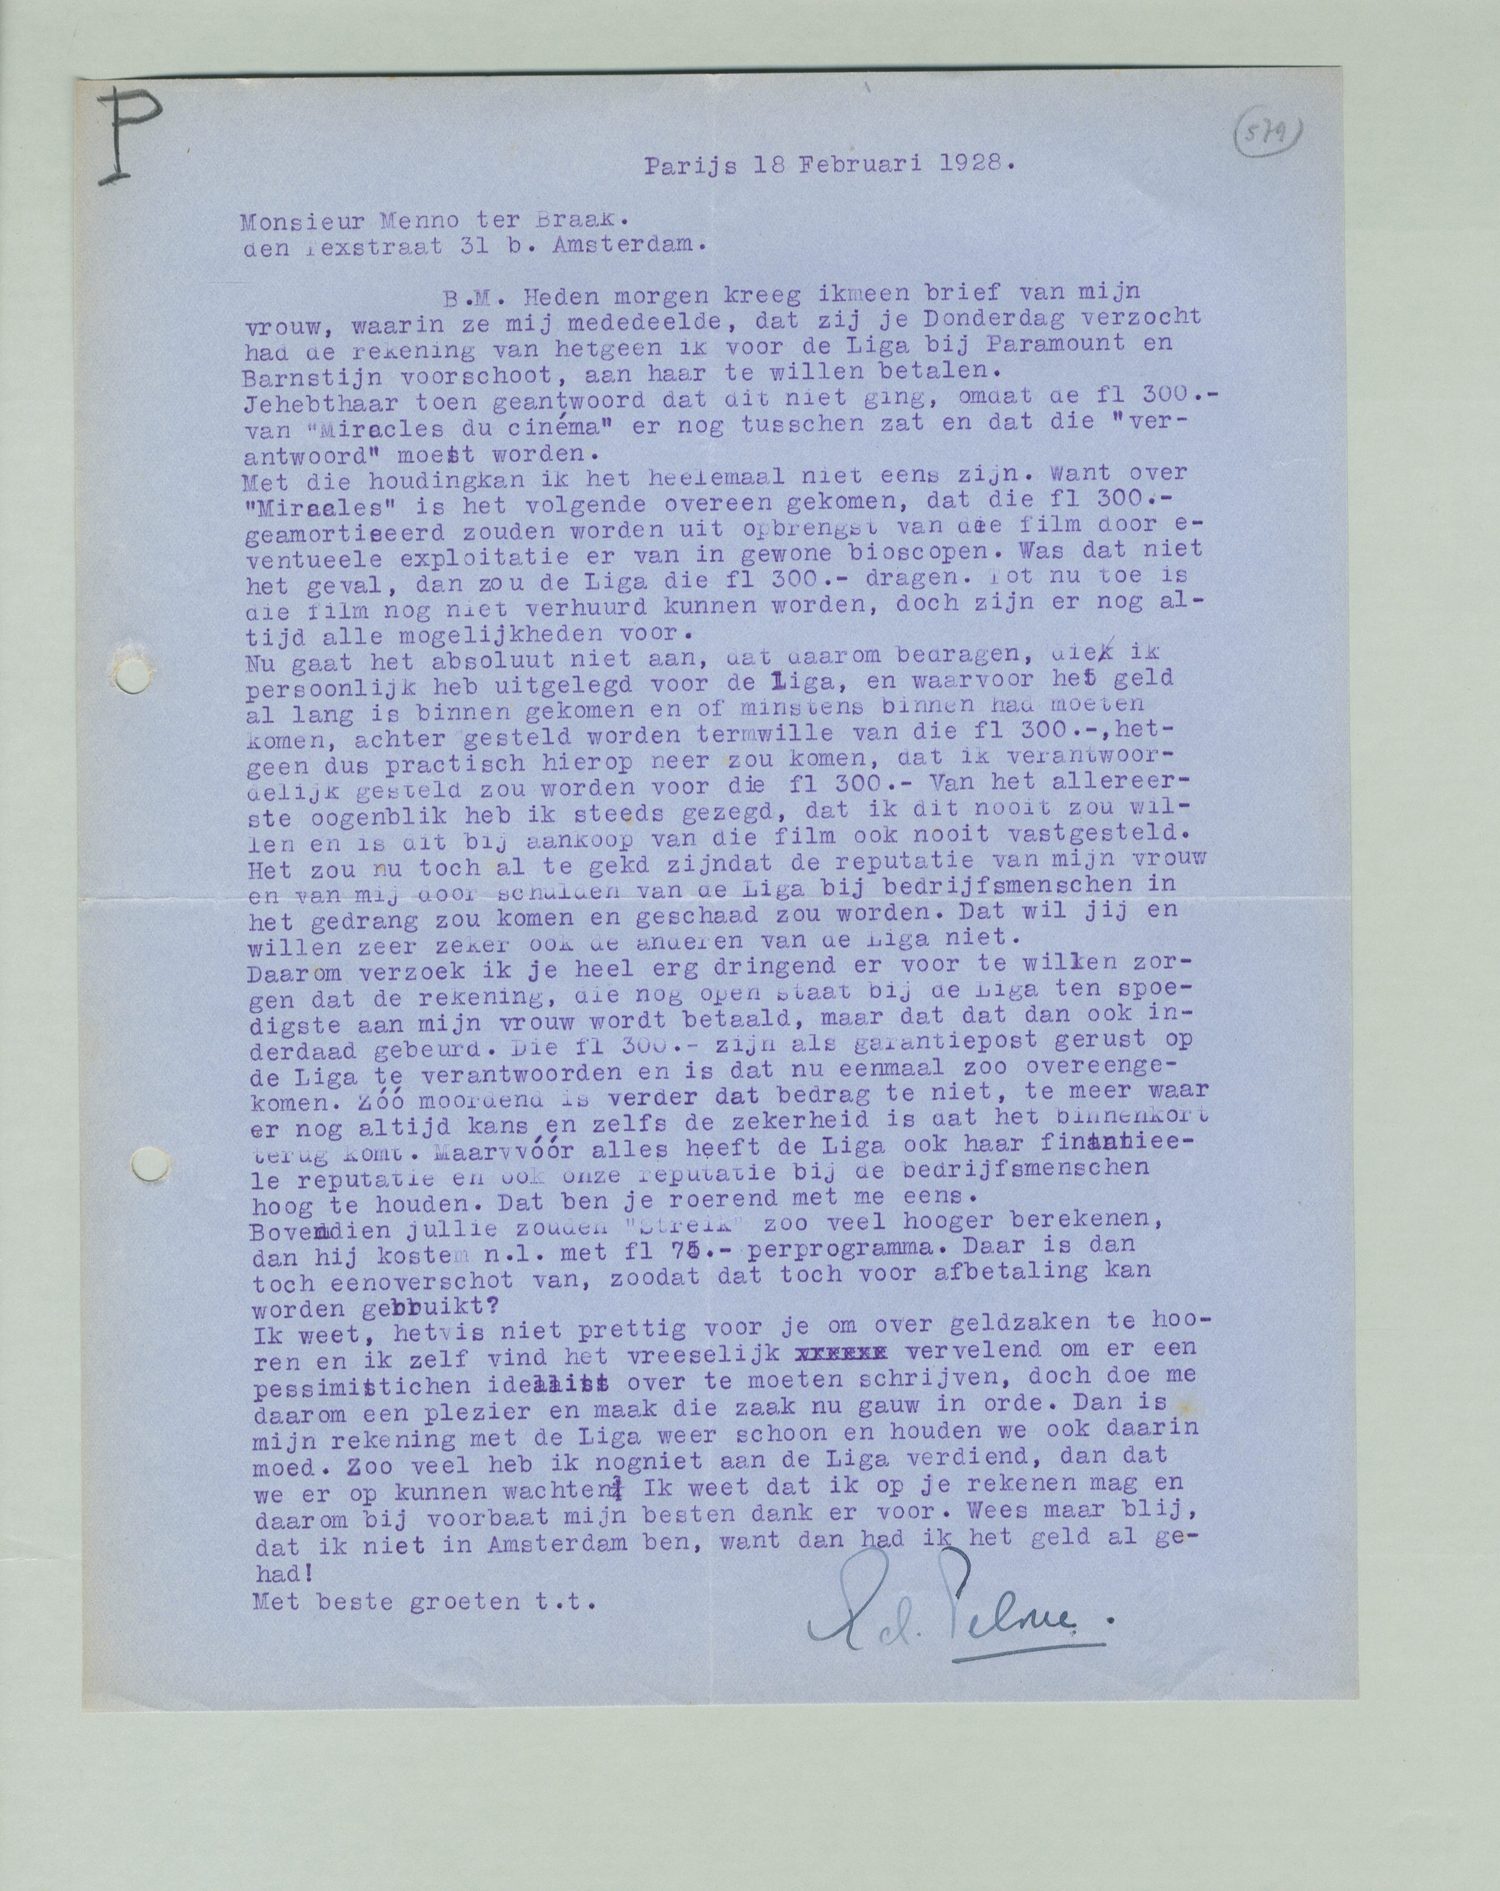 P
579
Parijs 18 Februari 1928.
Monsieur Menno ter Braak.
den Texstraat 31 b. Amsterdam.
B.M. Heden morgen kreeg ikmeen brief van mijn
vrouw, waarin ze mij mededeelde, dat zij je Donderdag verzocht
had de rekening van hetgeen ik voor de Liga bij Paramount en
Barnstijn voorschoot, aan haar te willen betalen.
Jehebthaar toen geantwoord dat dit niet ging, omdat de fl 300.-
van "Miracles du cinéma" er nog tusschen zat en dat die "ver-
antwoord" moest worden.
Met die houdingkan ik het heelemaal niet eens zijn. Want over
"Miracles" is het volgende overeen gekomen, dat die fl 300.-
geamortiseerd zouden worden uit opbrengst van die film door e-
ventueele exploitatie er van in gewone bioscopen. Was dat niet
het geval, dan zou de Liga die fl 300.- dragen. Tot nu toe is
die film nog niet verhuurd kunnen worden, doch zijn er nog al-
tijd alle mogelijkheden voor.
Nu gaat het absoluut niet aan, dat daarom bedragen, die ik
persoonlijk heb uitgelegd voor de Liga, en waarvoor het geld
al lang is binnen gekomen en of minstens binnen had moeten
komen, achter gesteld worden termwille van die fl 300.-,het-
geen dus practisch hierop neer zou komen, dat ik verantwoor-
delijk gesteld zou worden voor die fl 300.- Van het allereer-
ste oogenblik heb ik steeds gezegd, dat ik dit nooit zou wil-
len en is dit bij aankoop van die film ook nooit vastgesteld.
Het zou nu toch al te gekd zijndat de reputatie van mijn vrouw
en van mij door schulden van de Liga bij bedrijfsmenschen in
het gedrang zou komen en geschaad zou worden. Dat wil jij en
willen zeer zeker ook de anderen van de Liga niet.
Daarom verzoek ik je heel erg dringend er voor te willen zor-
gen dat de rekening, die nog open staat bij de Liga ten spoe-
digste aan mijn vrouw wordt betaald, maar dat dat dan ook in-
derdaad gebeurd. Die fl 300.- zijn als garantiepost gerust op
de Liga te verantwoorden en is dat nu eenmaal zoo overeenge-
komen. Zóó moordend is verder dat bedrag te niet, te meer waar
er nog altijd kans en zelfs de zekerheid is dat het binnenkort
terug komt. Maarvvóór alles heeft de Liga ook haar finantiee-
le reputatie en ook onze reputatie bij de bedrijfsmenschen
hoog te houden. Dat ben je roerend met me eens.
Bovendien jullie zouden "Streik" zoo veel hooger berekenen,
dan hij kostem n.l. met fl 75.- perprogramma. Daar is dan
toch eenoverschot van, zoodat dat toch voor afbetaling kan
worden gebruikt?
Ik weet, hetvis niet prettig voor je om over geldzaken te hoo-
ren en ik zelf vind het vreeselijk xxxxxx vervelend om er een
pessimistichen idealist over te moeten schrijven, doch doe me
daarom een plezier en maak die zaak nu gauw in orde. Dan is
mijn rekening met de Liga weer schoon en houden we ook daarin
moed. Zoo veel heb ik nogniet aan de Liga verdiend, dan dat
we er op kunnen wachten! Ik weet dat ik op je rekenen mag en
daarom bij voorbaat mijn besten dank er voor. Wees maar blij,
dat ik niet in Amsterdam ben, want dan had ik het geld al ge-
had!
Met beste groeten t.t.
Ed. Pelme.